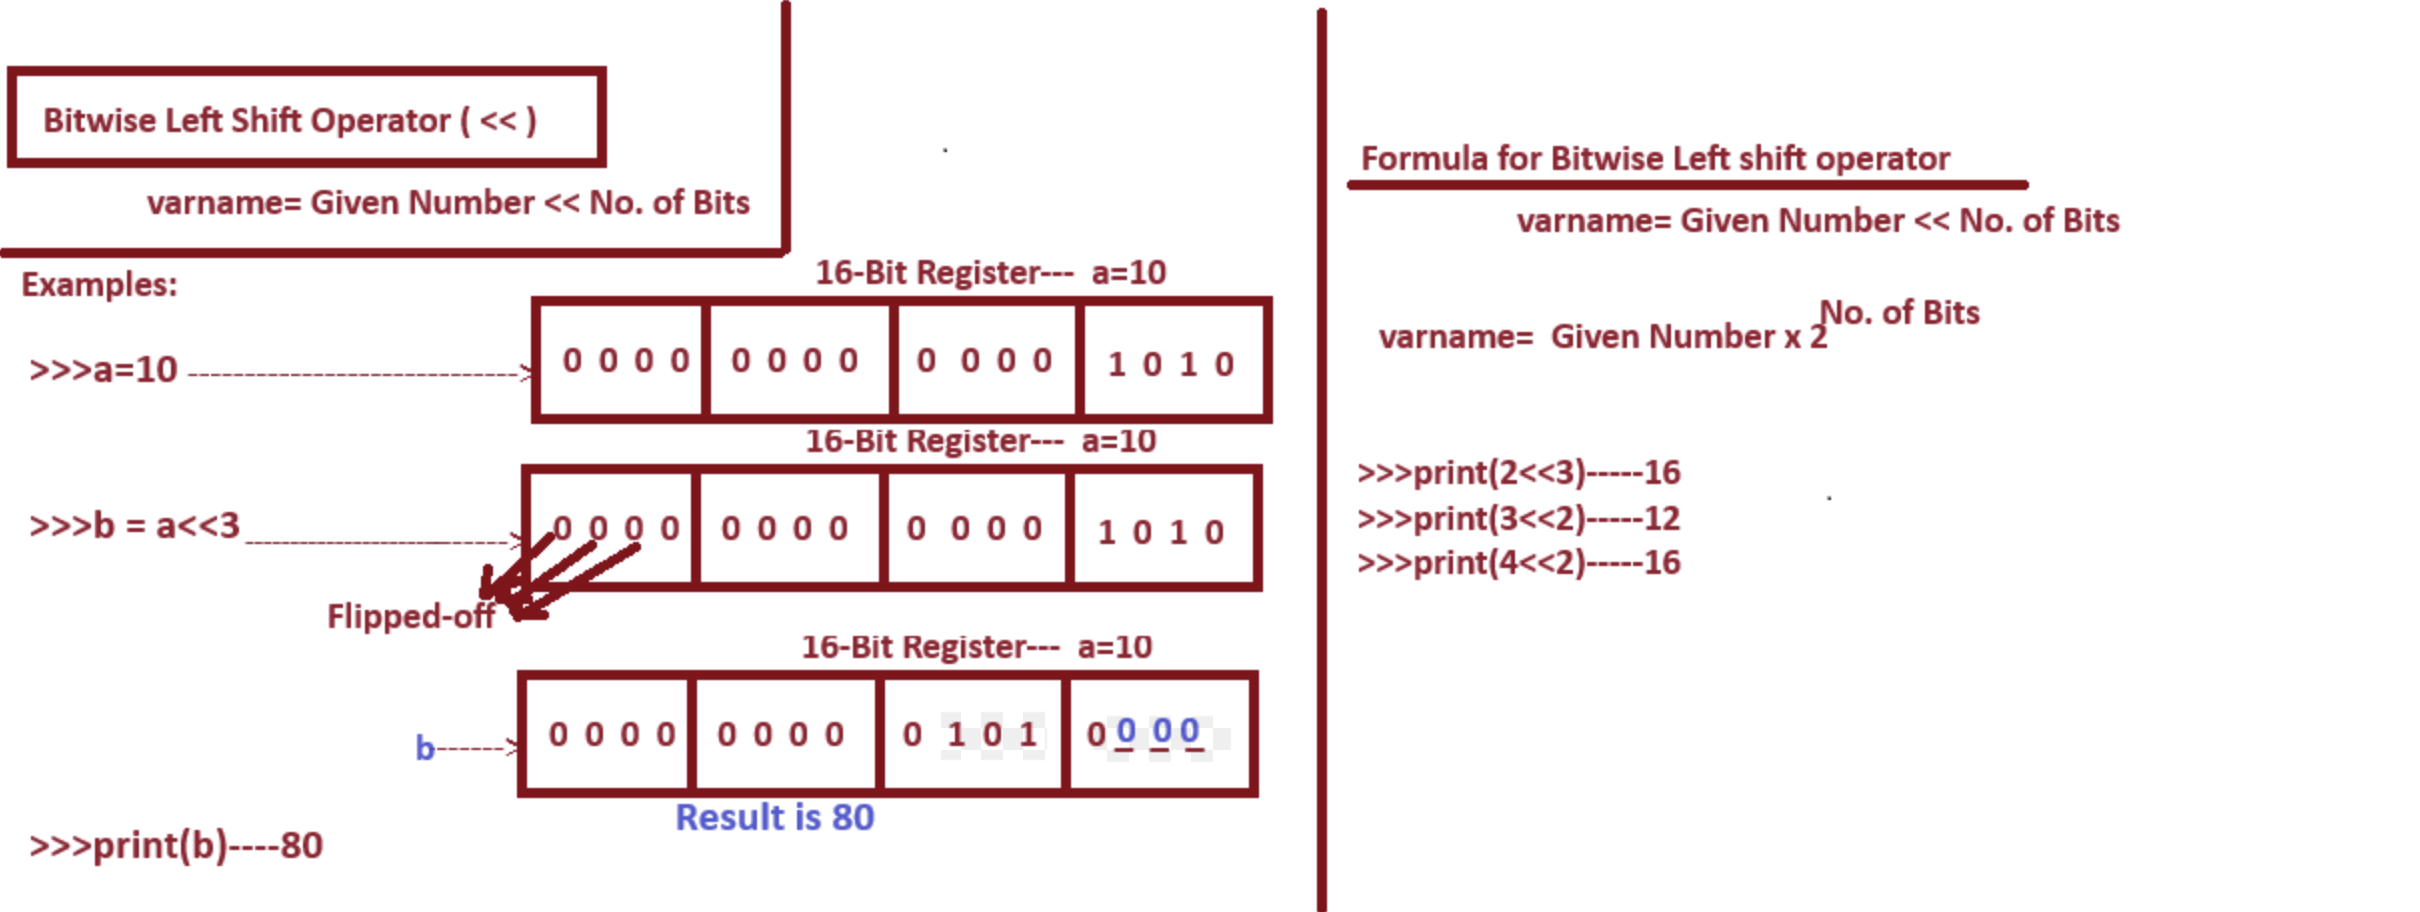 Bitwise Left Shift Operator ( << )
varname= Given Number << No. of Bits
Examples:
16-Bit Register--- a=10
>>>a=10 ----------------------------->
0 0 0 0 0 0 0 0 0 0 0 0 1 0 1 0
16-Bit Register--- a=10
>>>b = a<<3 ----------------------->
0 0 0 0 0 0 0 0 0 0 0 0 1 0 1 0
Flipped-off
16-Bit Register--- a=10
b------>
0 0 0 0 0 0 0 0 0 1 0 1 0 0 0 0
Result is 80
>>>print(b)----80
Formula for Bitwise Left shift operator
varname= Given Number << No. of Bits
No. of Bits
varname= Given Number x 2
>>>print(2<<3)-----16
>>>print(3<<2)-----12
>>>print(4<<2)-----16